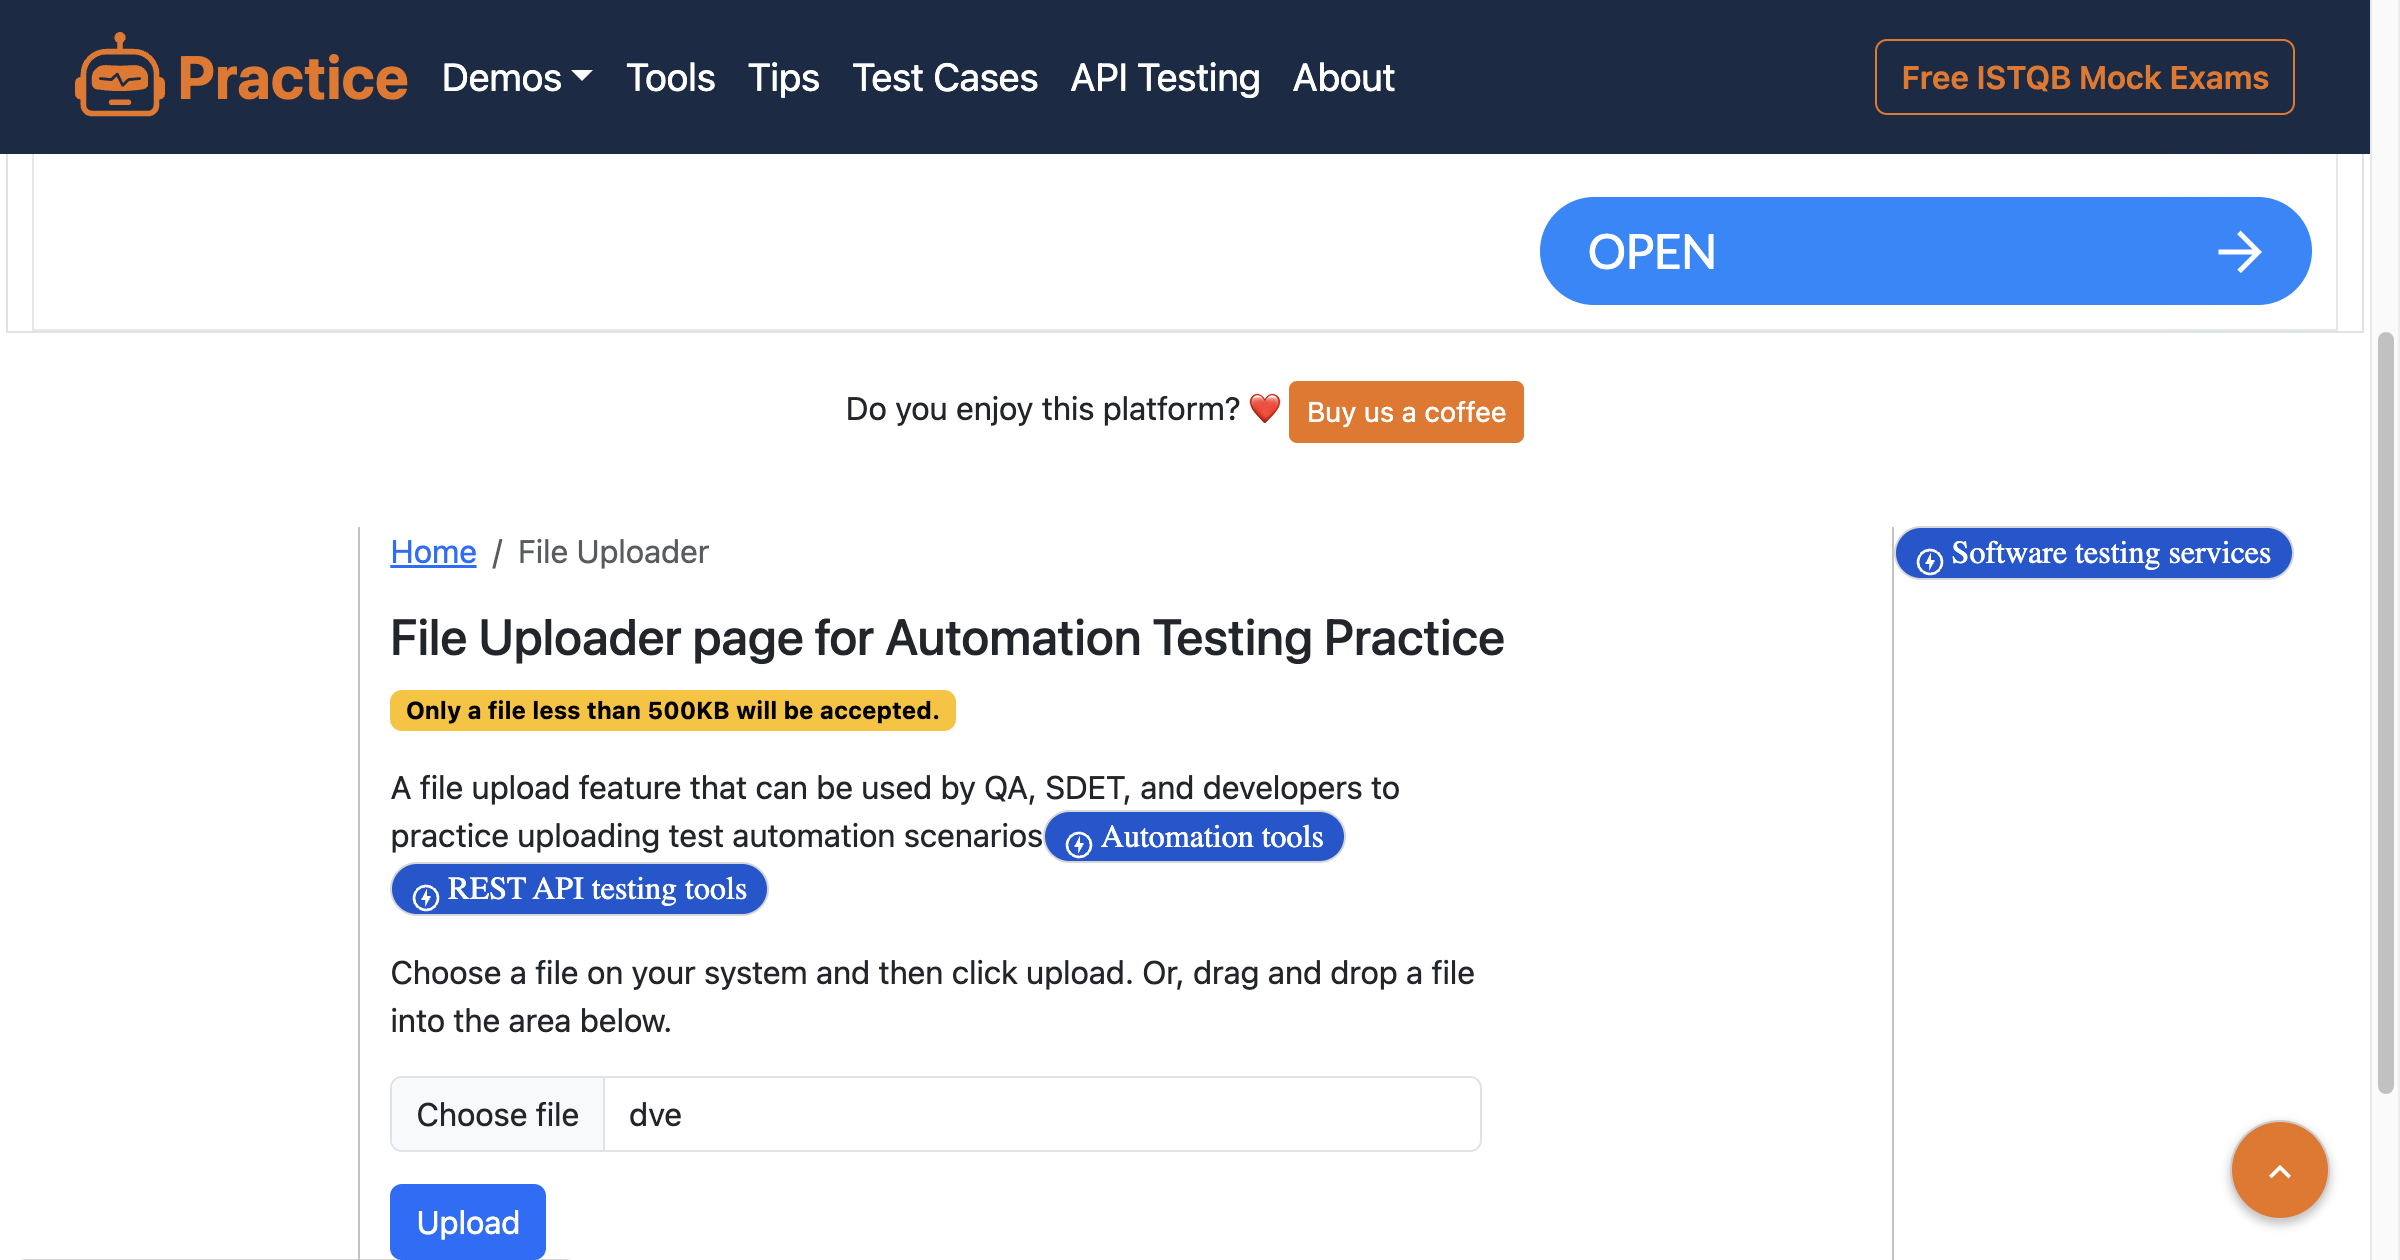 Practice Demos Tools Tips Test Cases API Testing About Free ISTQB Mock Exams
OPEN
Do you enjoy this platform? ❤️ Buy us a coffee
Home / File Uploader
Software testing services
File Uploader page for Automation Testing Practice
Only a file less than 500KB will be accepted.
A file upload feature that can be used by QA, SDET, and developers to
practice uploading test automation scenarios Automation tools
REST API testing tools
Choose a file on your system and then click upload. Or, drag and drop a file
into the area below.
Choose file dve
Upload